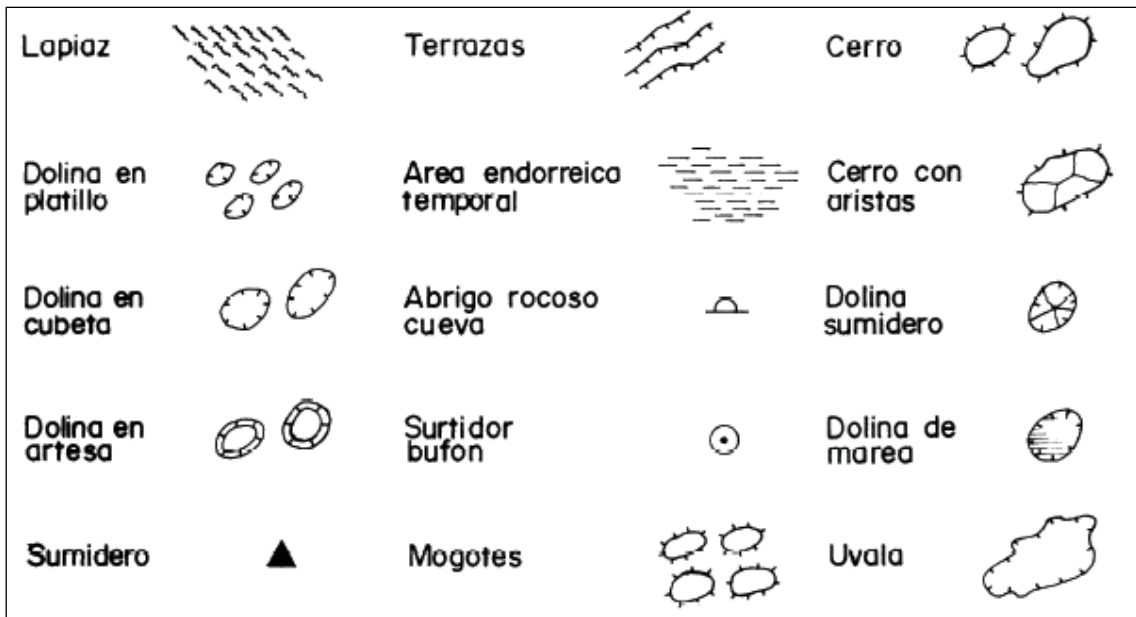 Lapiaz
Terrazas
Cerro
Dolina en
platillo
Area endorreica
temporal
Cerro con
aristas
Dolina en
cubeta
Abrigo rocoso
cueva
Dolina
sumidero
Dolina en
artesa
Surtidor
bufon
Dolina de
marea
Sumidero
Mogotes
Uvala